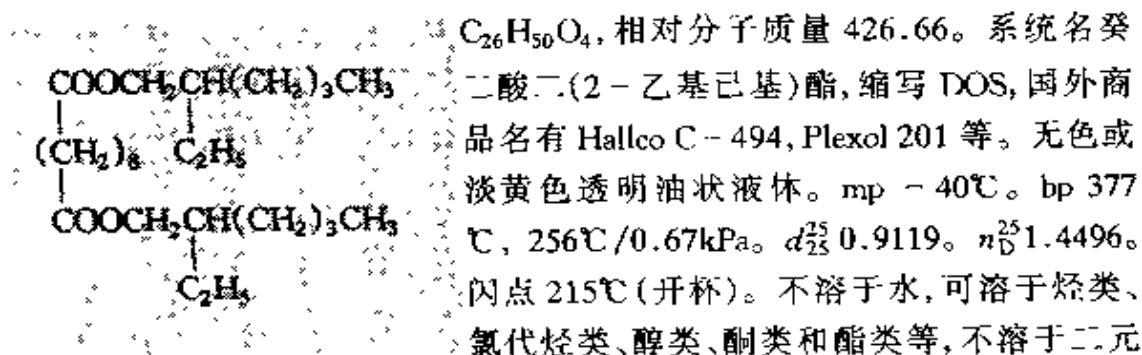 COOCH₂CH(CH₂)₃CH₃
(CH₂)₈ C₂H₅
COOCH₂CH(CH₂)₃CH₃
C₂H₅
C₂₆H₅₀O₄,相对分子质量 426.66。系统名癸
二酸二(2-乙基己基)酯,缩写 DOS,国外商
品名有 Hallco C-494, Plexol 201 等。无色或
淡黄色透明油状液体。mp -40℃。bp 377
℃, 256℃/0.67kPa。d²⁵₂₅ 0.9119。n²⁵D 1.4496。
闪点 215℃(开杯)。不溶于水,可溶于烃类、
氯代烃类、醇类、酮类和酯类等,不溶于二元